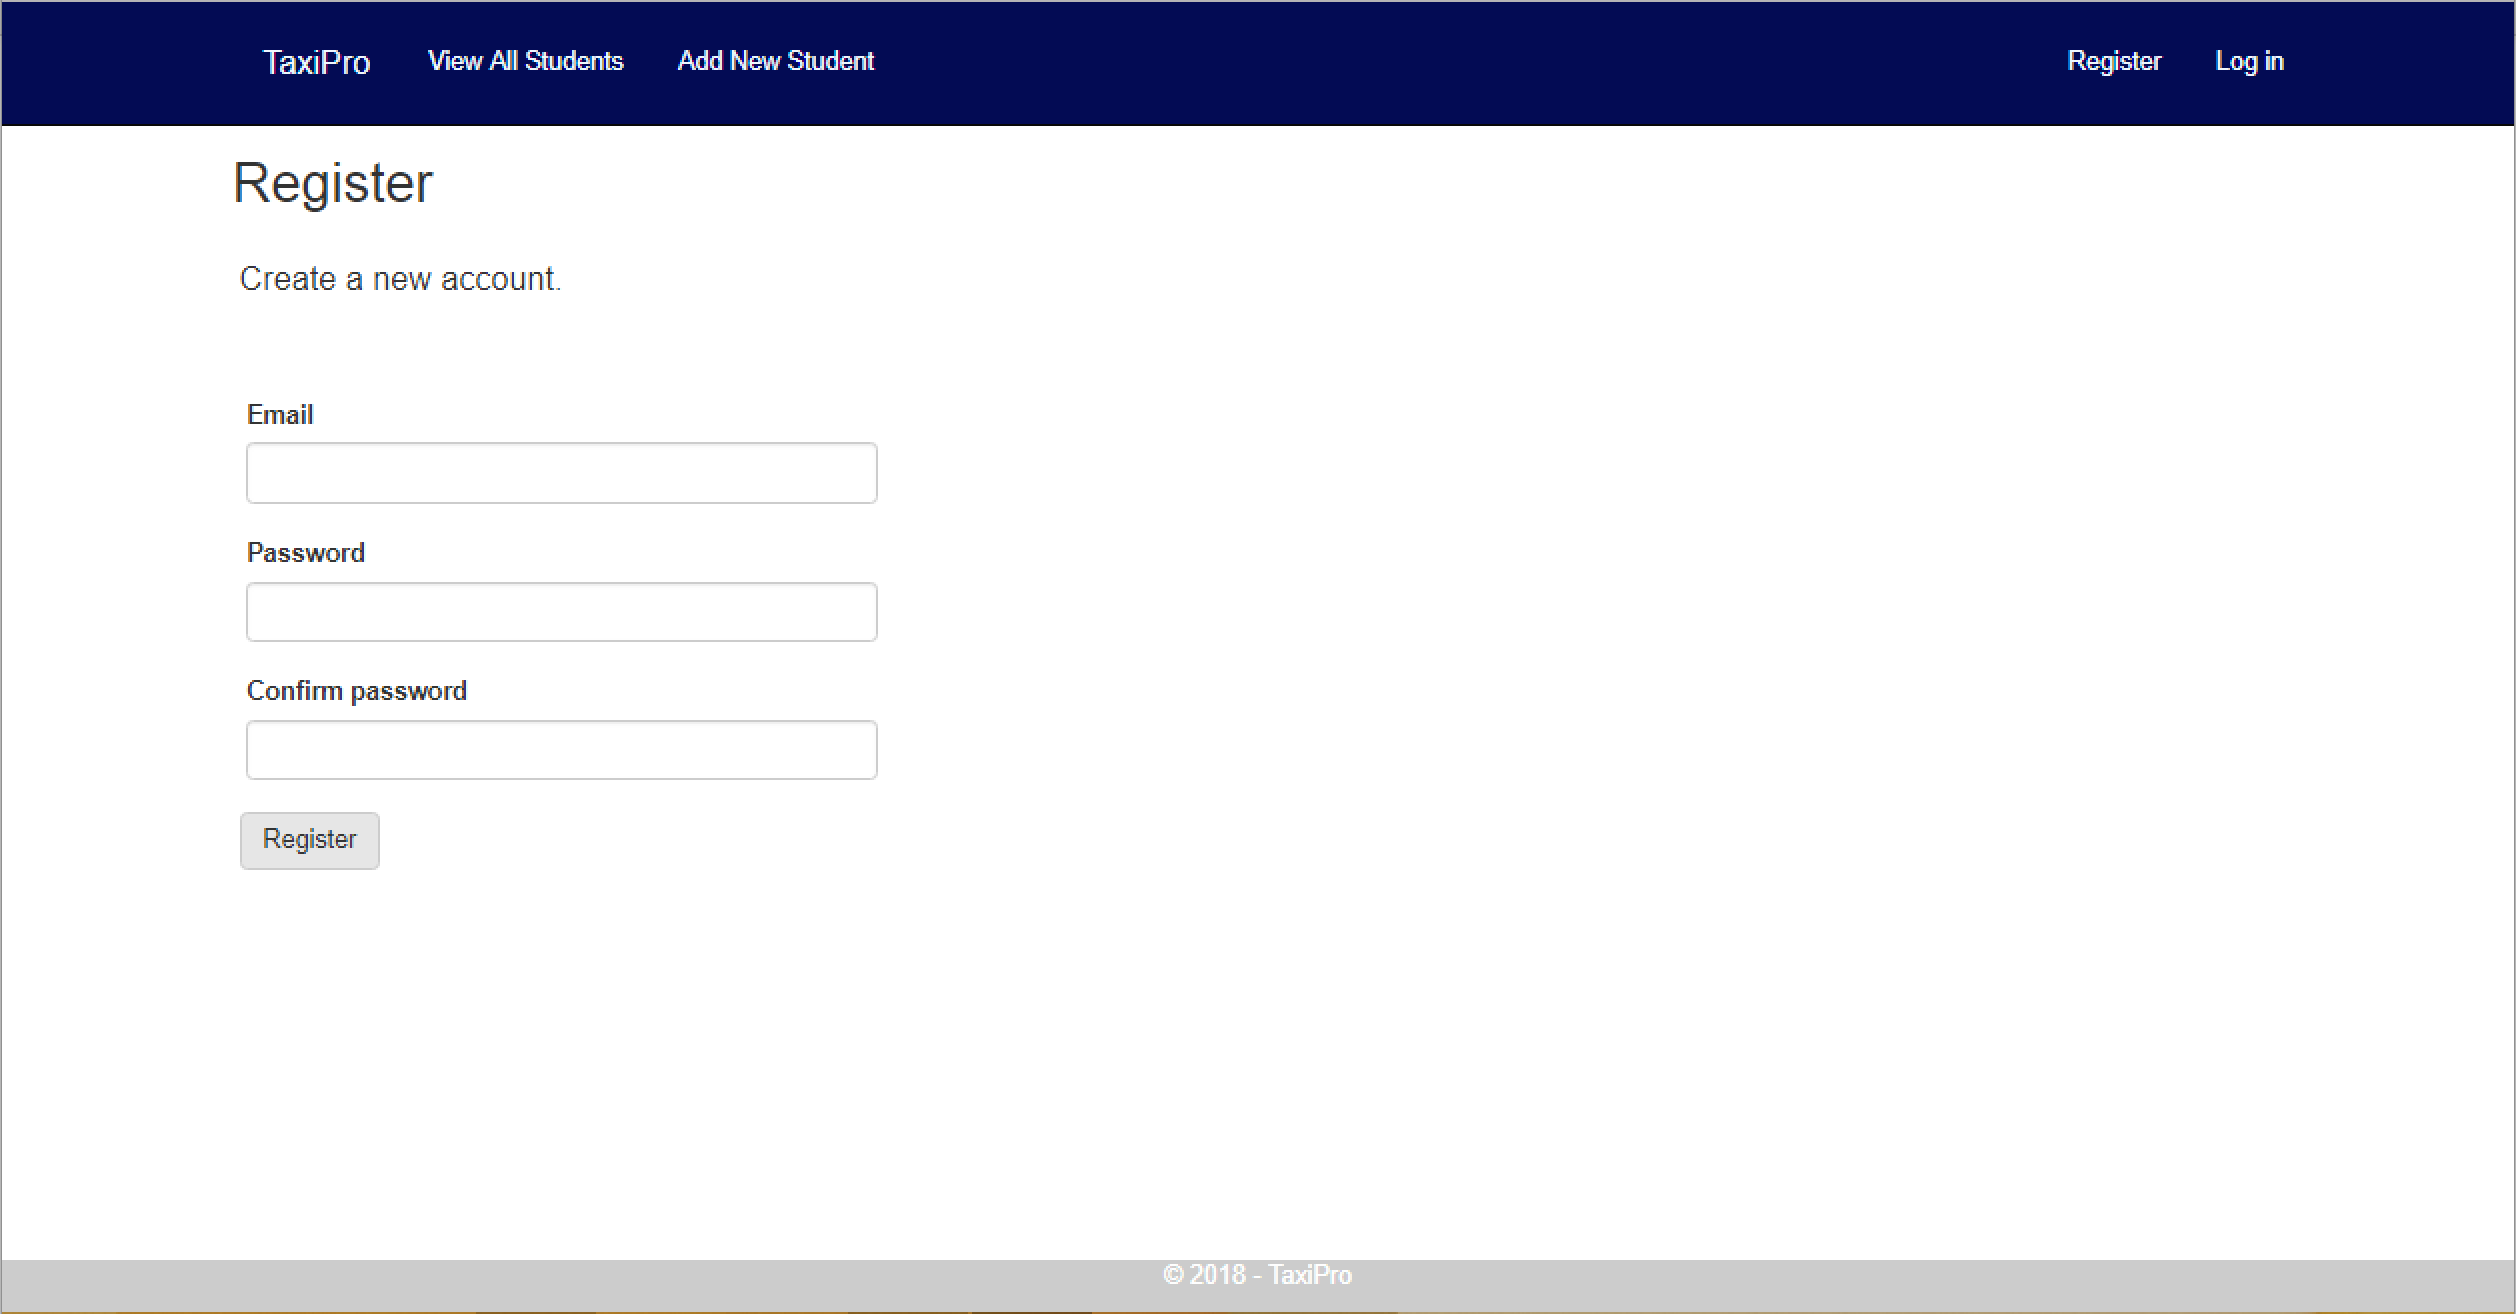 TaxiPro View All Students Add New Student Register Log in
Register
Create a new account.
Email
Password
Confirm password
Register
© 2018 - TaxiPro